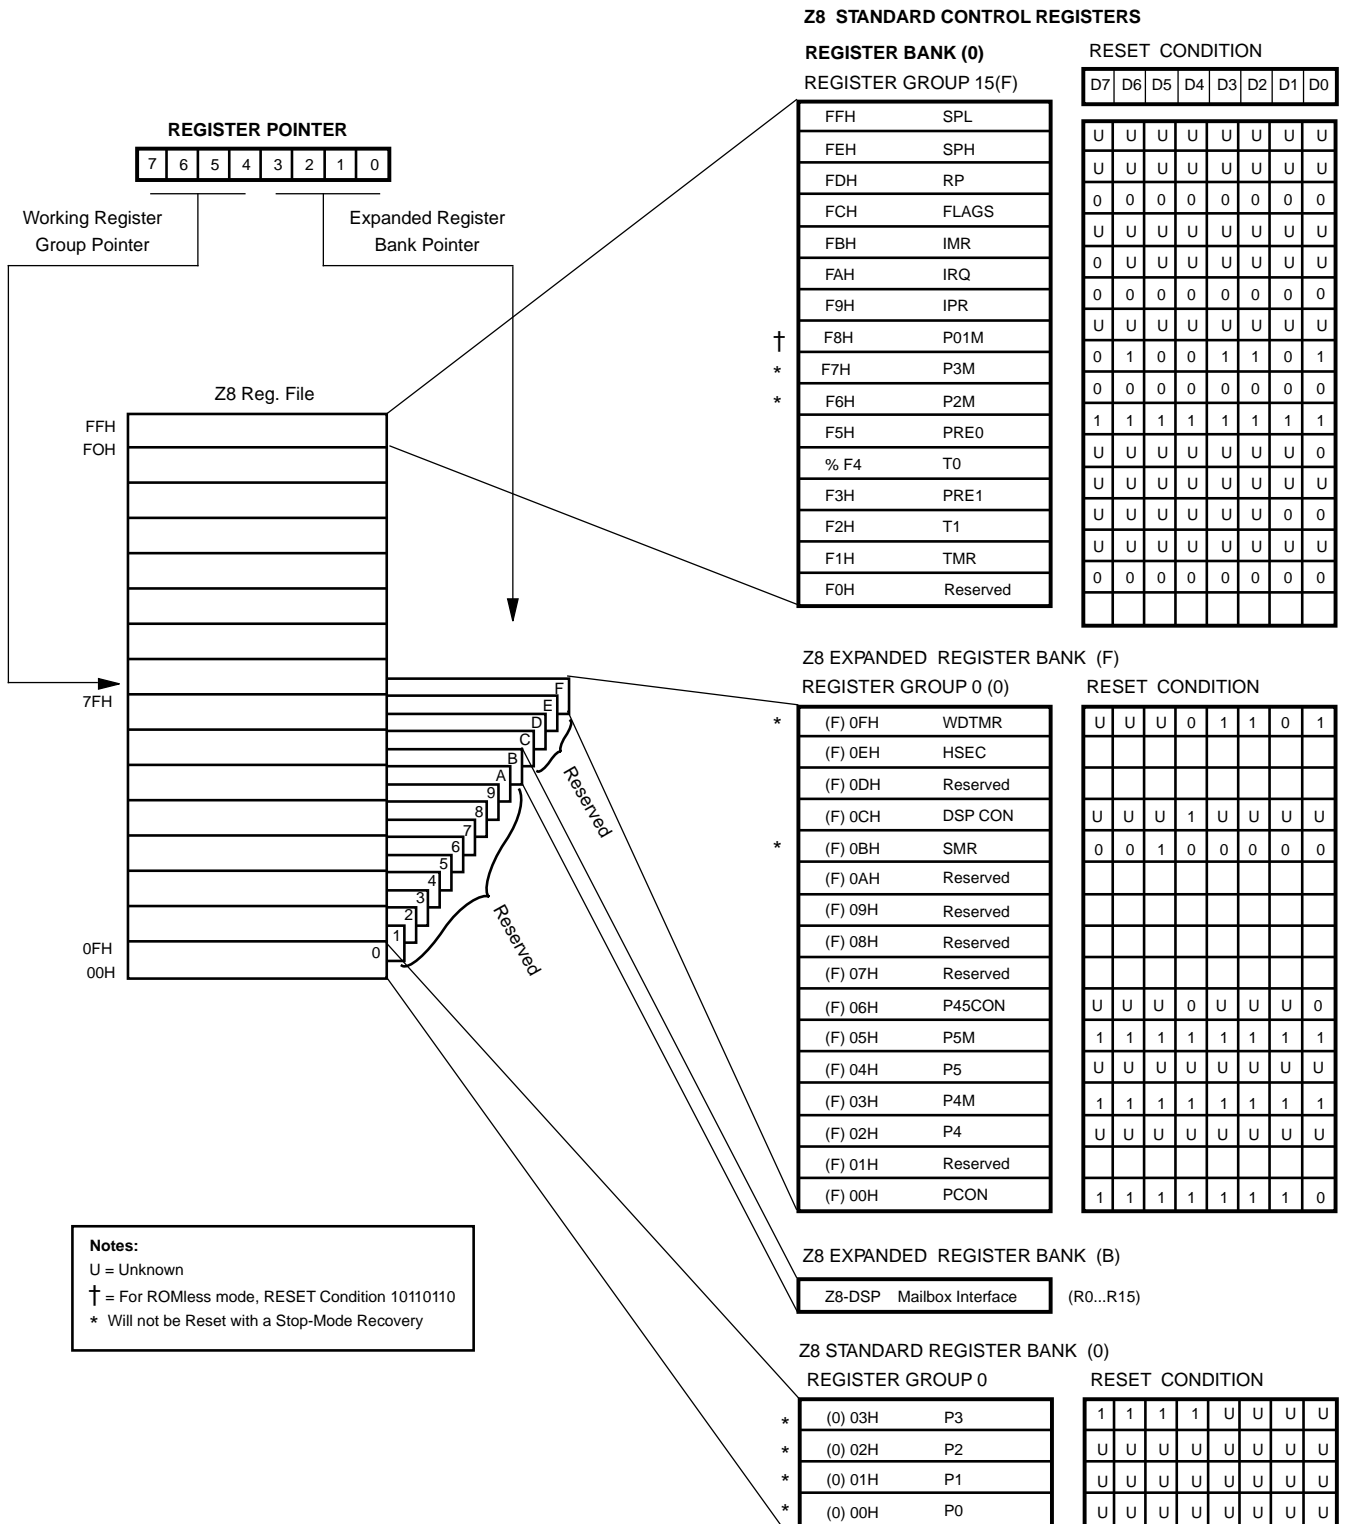 Z8 STANDARD CONTROL REGISTERS
REGISTER BANK (0)
REGISTER GROUP 15(F)
RESET CONDITION
D7 D6 D5 D4 D3 D2 D1 D0
FFH SPL
FEH SPH
FDH RP
FCH FLAGS
FBH IMR
FAH IRQ
F9H IPR
† F8H P01M
* F7H P3M
* F6H P2M
F5H PRE0
% F4 T0
F3H PRE1
F2H T1
F1H TMR
F0H Reserved
U U U U U U U U
U U U U U U U U
0 0 0 0 0 0 0 0
U U U U U U U U
0 U U U U U U U
0 0 0 0 0 0 0 0
U U U U U U U U
0 1 0 0 1 1 0 1
0 0 0 0 0 0 0 0
1 1 1 1 1 1 1 1
U U U U U U U 0
U U U U U U U U
U U U U U U 0 0
U U U U U U U U
0 0 0 0 0 0 0 0
REGISTER POINTER
7 6 5 4 3 2 1 0
Working Register
Group Pointer
Expanded Register
Bank Pointer
Z8 Reg. File
FFH
FOH
7FH
0FH
00H
F
E
D
C
B
A
9
8
7
6
5
4
3
2
1
0
Reserved
Reserved
Z8 EXPANDED REGISTER BANK (F)
REGISTER GROUP 0 (0)
RESET CONDITION
* (F) 0FH WDTMR U U U 0 1 1 0 1
(F) 0EH HSEC
(F) 0DH Reserved
(F) 0CH DSP CON U U U 1 U U U U
* (F) 0BH SMR 0 0 1 0 0 0 0 0
(F) 0AH Reserved
(F) 09H Reserved
(F) 08H Reserved
(F) 07H Reserved
(F) 06H P45CON U U U 0 U U U 0
(F) 05H P5M 1 1 1 1 1 1 1 1
(F) 04H P5 U U U U U U U U
(F) 03H P4M 1 1 1 1 1 1 1 1
(F) 02H P4 U U U U U U U U
(F) 01H Reserved
(F) 00H PCON 1 1 1 1 1 1 1 0
Notes:
U = Unknown
† = For ROMless mode, RESET Condition 10110110
* Will not be Reset with a Stop-Mode Recovery
Z8 EXPANDED REGISTER BANK (B)
Z8-DSP Mailbox Interface (R0...R15)
Z8 STANDARD REGISTER BANK (0)
REGISTER GROUP 0
RESET CONDITION
* (0) 03H P3 1 1 1 1 U U U U
* (0) 02H P2 U U U U U U U U
* (0) 01H P1 U U U U U U U U
* (0) 00H P0 U U U U U U U U